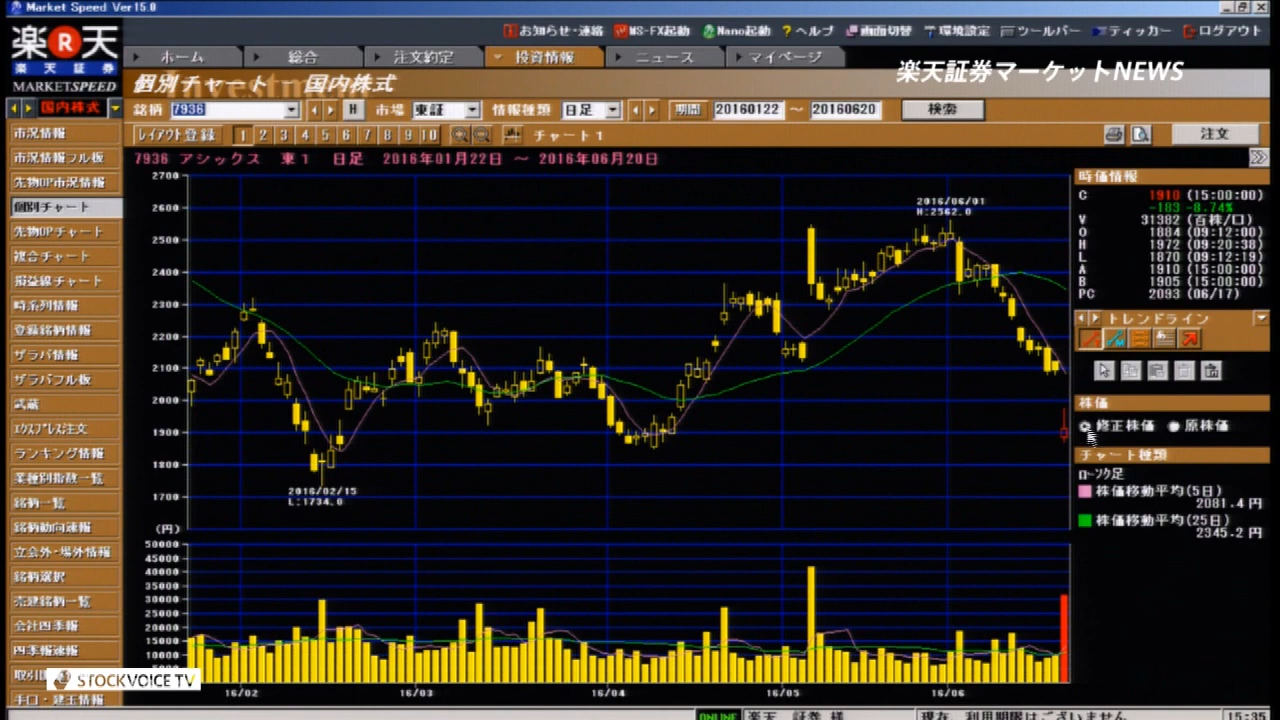 Market Speed Ver15.0
楽R天
楽天証券
MARKETSPEED
お知らせ・連絡 MS-FX起動 Nano起動 ? ヘルプ 画面切替 環境設定 ツールバー ティッカー ログアウト
ホーム 総合 注文約定 投資情報 ニュース マイページ
国内株式
個別チャート 国内株式
楽天証券マーケットNEWS
銘柄 7936 H 市場 東証 情報種類 日足 期間 20160122 ～ 20160620 検索
レイアウト登録 1 2 3 4 5 6 7 8 9 10 チャート1 注文
7936 アシックス 東1 日足 2016年01月22日 ～ 2016年06月20日
市況情報
市況情報フル板
先物OP市況情報
個別チャート
先物OPチャート
複合チャート
損益線チャート
時系列情報
登録銘柄情報
ザラバ情報
ザラバフル板
武蔵
エクスプレス注文
ランキング情報
業種別指数一覧
銘柄一覧
銘柄動向速報
立会外・場外情報
銘柄選択
売建銘柄一覧
会社四季報
四季報速報
手口・建玉情報
2700
2600
2500
2400
2300
2200
2100
2000
1900
1800
1700
(円)
2016/06/01
H:2562.0
2016/02/15
L:1734.0
50000
45000
40000
35000
30000
25000
20000
15000
10000
16/02 16/03 16/04 16/05 16/06
時価情報
C 1910 (15:00:00)
-183 -8.74%
V 31382 (百株/口)
O 1884 (09:12:00)
H 1972 (09:20:38)
L 1870 (09:12:19)
A 1910 (15:00:00)
B 1905 (15:00:00)
PC 2093 (06/17)
トレンドライン
株価
修正株価 原株価
チャート種類
ローソク足
株価移動平均(5日)
2081.4 円
株価移動平均(25日)
2345.2 円
STOCKVOICE TV
ONLINE 楽天 証券 様 現在、利用期限はございません 15:35